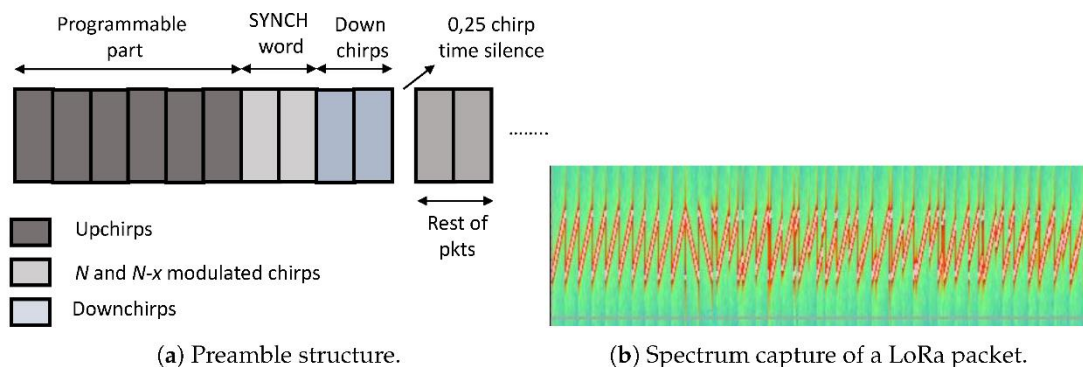 Programmable
part
SYNCH
word
Down
chirps
0,25 chirp
time silence
........
Rest of
pkts
Upchirps
N and N-x modulated chirps
Downchirps
(a) Preamble structure.
(b) Spectrum capture of a LoRa packet.